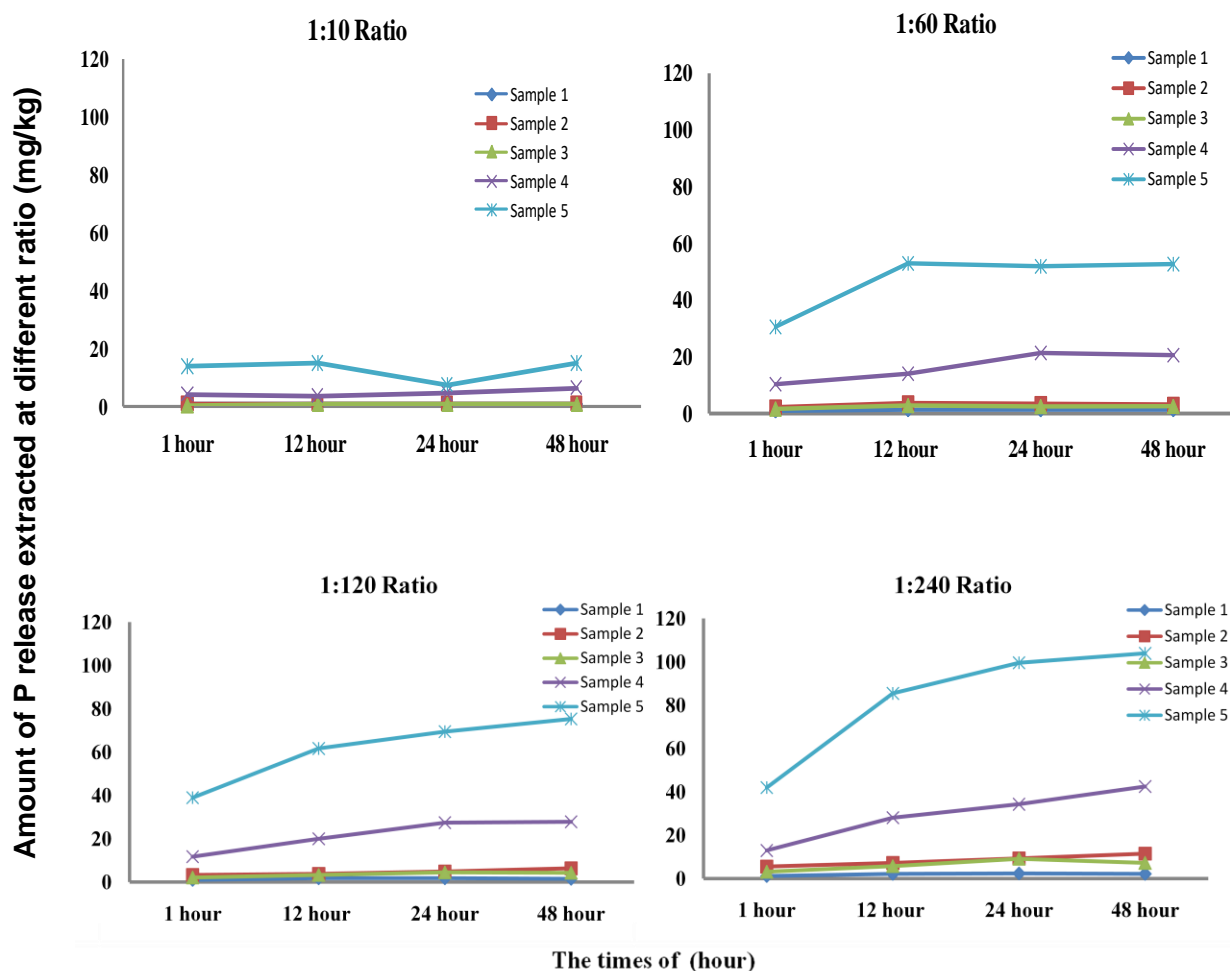 Amount of P release extracted at different ratio (mg/kg)
1:10 Ratio
120
100
80
60
40
20
0
1 hour 12 hour 24 hour 48 hour
Sample 1
Sample 2
Sample 3
Sample 4
Sample 5
1:60 Ratio
120
100
80
60
40
20
0
1 hour 12 hour 24 hour 48 hour
Sample 1
Sample 2
Sample 3
Sample 4
Sample 5
1:120 Ratio
120
100
80
60
40
20
0
1 hour 12 hour 24 hour 48 hour
Sample 1
Sample 2
Sample 3
Sample 4
Sample 5
1:240 Ratio
120
100
80
60
40
20
0
1 hour 12 hour 24 hour 48 hour
Sample 1
Sample 2
Sample 3
Sample 4
Sample 5
The times of (hour)